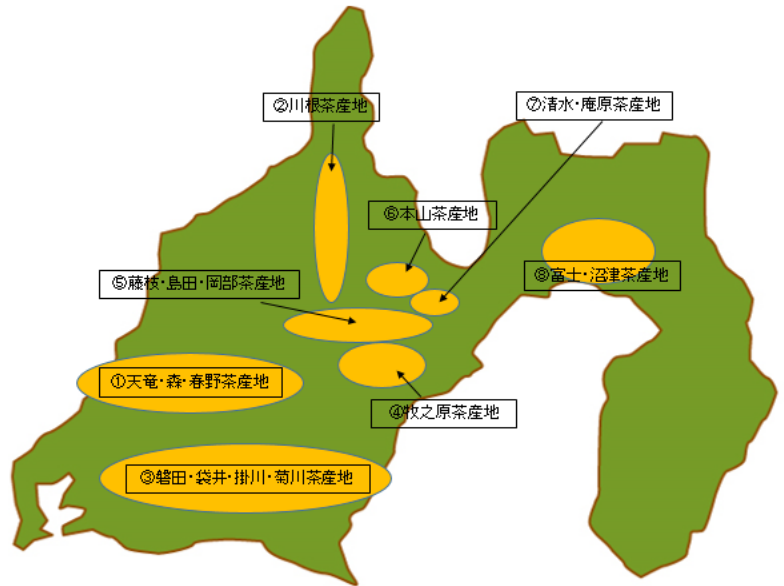 ②川根茶産地
⑦清水・庵原茶産地
⑥本山茶産地
⑤藤枝・島田・岡部茶産地
⑧富士・沼津茶産地
①天竜・森・春野茶産地
④牧之原茶産地
③磐田・袋井・掛川・菊川茶産地